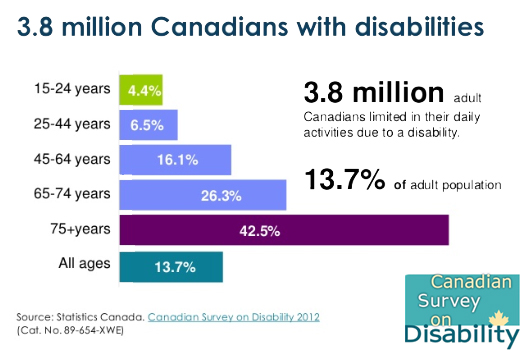 3.8 million Canadians with disabilities
15-24 years 4.4%
25-44 years 6.5%
45-64 years 16.1%
65-74 years 26.3%
75+years 42.5%
All ages 13.7%
3.8 million adult
Canadians limited in their daily
activities due to a disability.
13.7% of adult population
Source: Statistics Canada. Canadian Survey on Disability 2012
(Cat. No. 89-654-XWE)
Canadian
Survey
on
Disability